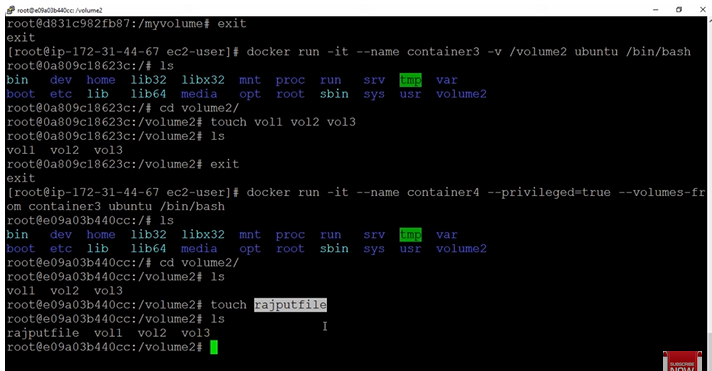 root@e09a03b440cc: /volume2
root@d831c982fb87:/myvolume# exit
exit
[root@ip-172-31-44-67 ec2-user]# docker run -it --name container3 -v /volume2 ubuntu /bin/bash
root@0a809c18623c:/# ls
bin dev home lib32 libx32 mnt proc run srv tmp var
boot etc lib lib64 media opt root sbin sys usr volume2
root@0a809c18623c:/# cd volume2/
root@0a809c18623c:/volume2# touch vol1 vol2 vol3
root@0a809c18623c:/volume2# ls
vol1 vol2 vol3
root@0a809c18623c:/volume2# exit
exit
[root@ip-172-31-44-67 ec2-user]# docker run -it --name container4 --privileged=true --volumes-fr
om container3 ubuntu /bin/bash
root@e09a03b440cc:/# ls
bin dev home lib32 libx32 mnt proc run srv tmp var
boot etc lib lib64 media opt root sbin sys usr volume2
root@e09a03b440cc:/# cd volume2/
root@e09a03b440cc:/volume2# ls
vol1 vol2 vol3
root@e09a03b440cc:/volume2# touch rajputfile
root@e09a03b440cc:/volume2# ls
rajputfile vol1 vol2 vol3
root@e09a03b440cc:/volume2#
SUBSCRIBE
NOW